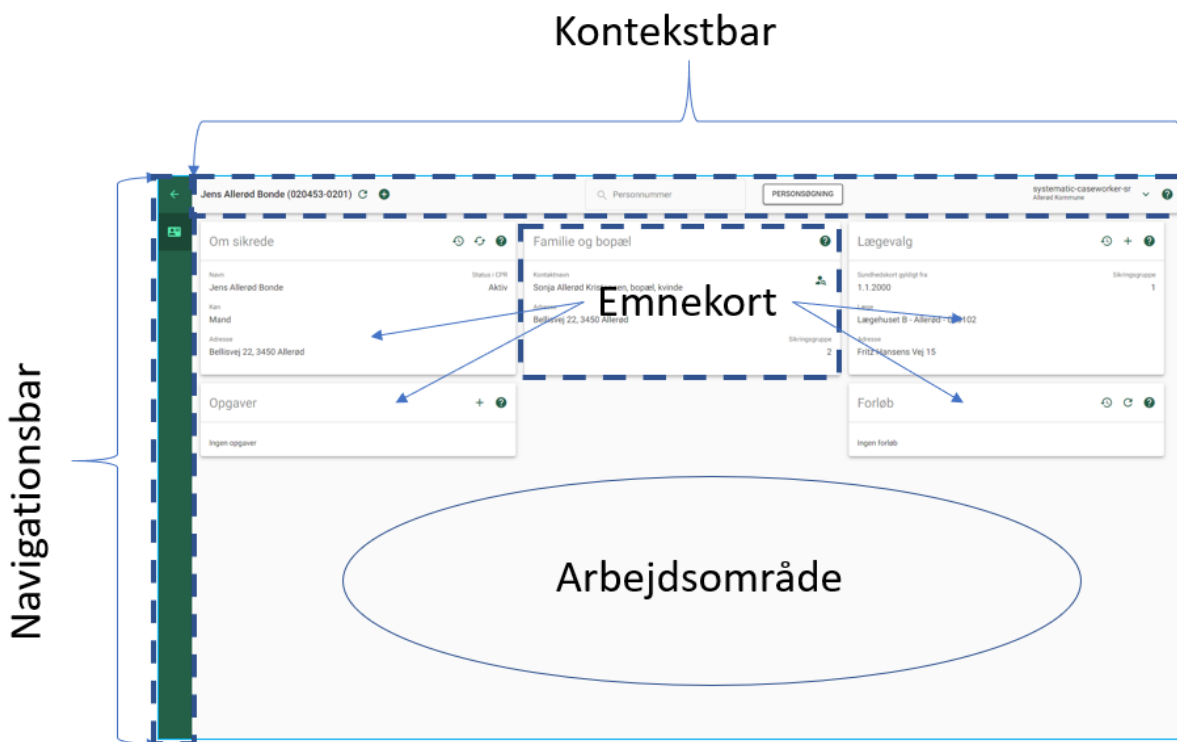 Kontekstbar
Navigationsbar
Jens Allerød Bonde (020453-0201)
Personnummer
PERSONSØGNING
systematic-caseworker-sr
Allerød Kommune
Om sikrede
Navn
Status i CPR
Jens Allerød Bonde
Aktiv
Køn
Mand
Adresse
Bellisvej 22, 3450 Allerød
Familie og bopæl
Kontaktnavn
Sonja Allerød Kristensen, bopæl, kvinde
Adresse
Bellisvej 22, 3450 Allerød
Sikringsgruppe
2
Emnekort
Lægevalg
Sundhedskort gyldigt fra
Sikringsgruppe
1.1.2000
1
Læge
Lægehuset B - Allerød -
Adresse
Fritz Hansens Vej 15
Opgaver
Ingen opgaver
Forløb
Ingen forløb
Arbejdsområde